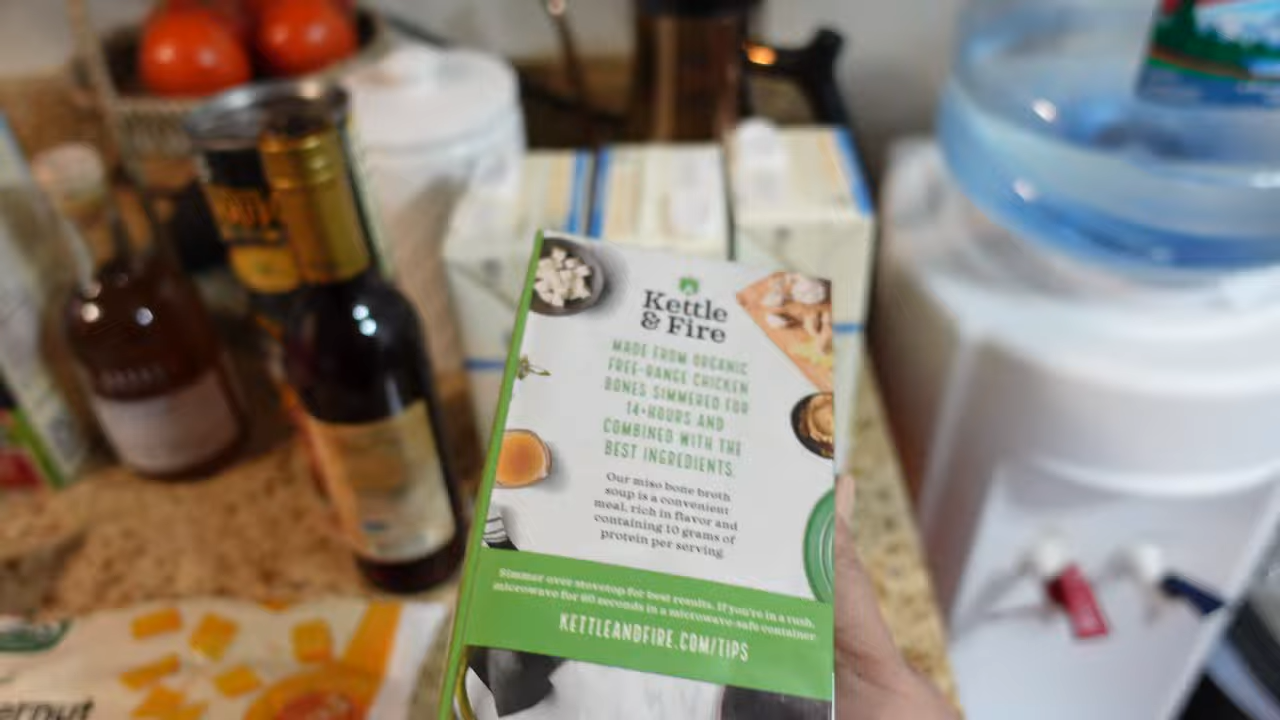 Kettle
& Fire
MADE FROM ORGANIC
FREE-RANGE CHICKEN
BONES SIMMERED FOR
14+HOURS AND
COMBINED WITH THE
BEST INGREDIENTS.
Our miso bone broth
soup is a convenient
meal, rich in flavor and
containing 10 grams of
protein per serving
Simmer over stovetop for best results. If you're in a rush,
microwave for 60 seconds in a microwave-safe container.
KETTLEANDFIRE.COM/TIPS